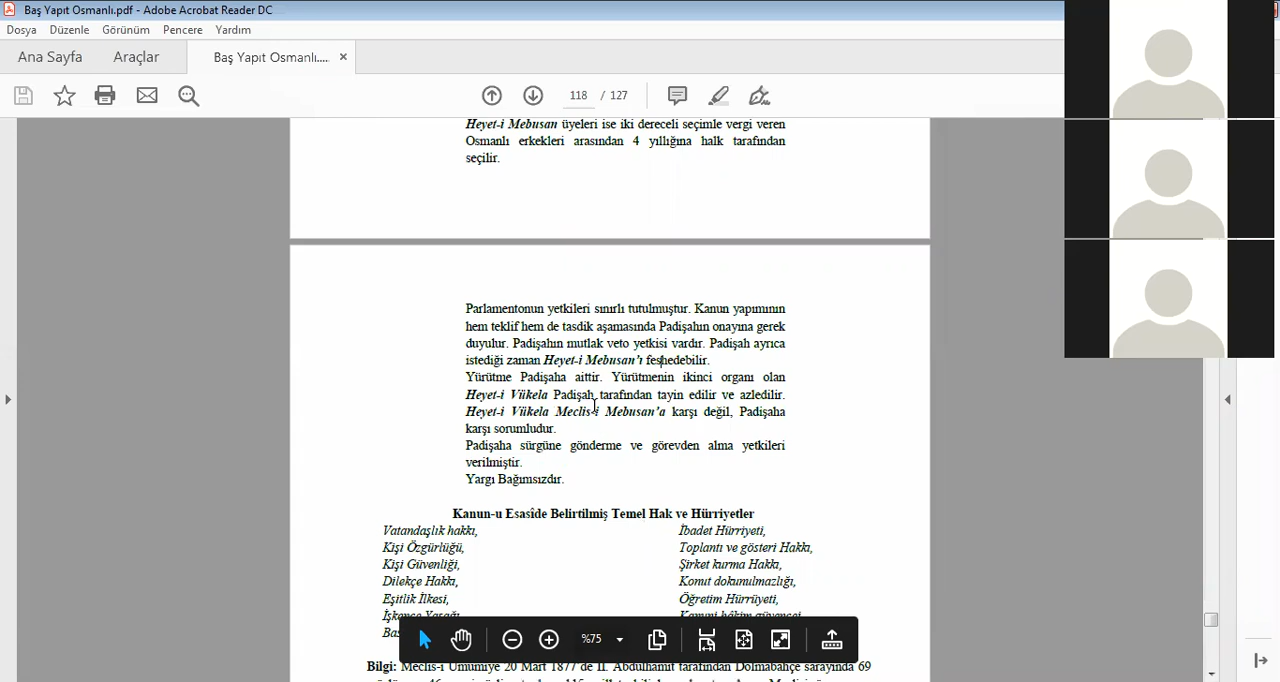 Baş Yapıt Osmanlı.pdf - Adobe Acrobat Reader DC
Dosya Düzenle Görünüm Pencere Yardım
Ana Sayfa Araçlar Baş Yapıt Osmanlı.... ×
118 / 127
Heyet-i Mebusan üyeleri ise iki dereceli seçimle vergi veren
Osmanlı erkekleri arasından 4 yıllığına halk tarafından
seçilir.
Parlamentonun yetkileri sınırlı tutulmuştur. Kanun yapımının
hem teklif hem de tasdik aşamasında Padişahın onayına gerek
duyulur. Padişahın mutlak veto yetkisi vardır. Padişah ayrıca
istediği zaman Heyet-i Mebusan'ı feshedebilir.
Yürütme Padişaha aittir. Yürütmenin ikinci organı olan
Heyet-i Vükela Padişah tarafından tayin edilir ve azledilir.
Heyet-i Vükela Meclis-i Mebusan'a karşı değil, Padişaha
karşı sorumludur.
Padişaha sürgüne gönderme ve görevden alma yetkileri
verilmiştir.
Yargı Bağımsızdır.
Kanun-u Esasîde Belirtilmiş Temel Hak ve Hürriyetler
Vatandaşlık hakkı,
Kişi Özgürlüğü,
Kişi Güvenliği,
Dilekçe Hakkı,
Eşitlik İlkesi,
İşkence Yasağı
İbadet Hürriyeti,
Toplantı ve gösteri Hakkı,
Şirket kurma Hakkı,
Konut dokunulmazlığı,
Öğretim Hürriyeti,
Kanuni hâkim güvencesi
%75
Bilgi: Meclis-i Umumiye 20 Mart 1877'de II. Abdülhamit tarafından Dolmabahçe sarayında 69